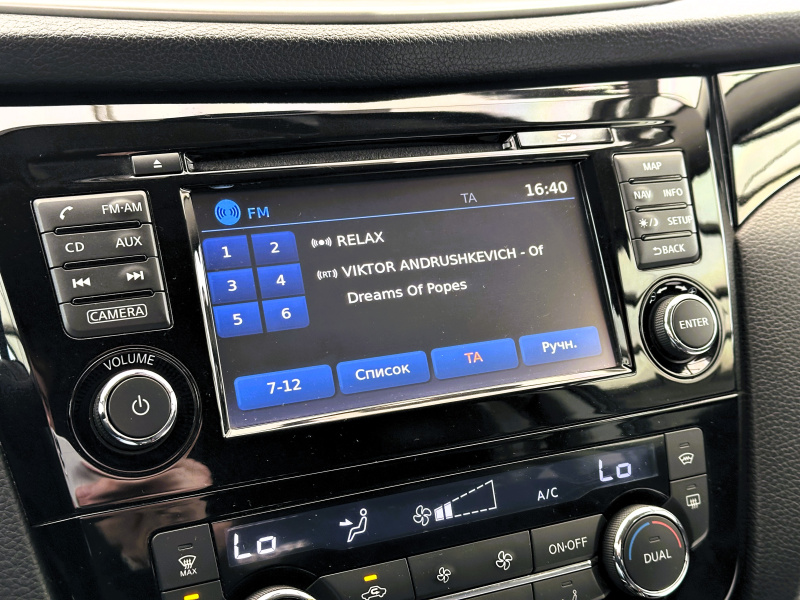 SD
MAP
FM·AM
CD AUX
CAMERA
VOLUME
FM
TA
16:40
1 2
3 4
5 6
RELAX
(RT) VIKTOR ANDRUSHKEVICH - Of
Dreams Of Popes
7-12
Список
TA
Ручн.
NAV INFO
SETUP
BACK
ENTER
Lo
A/C
Lo
MAX
ON·OFF
DUAL